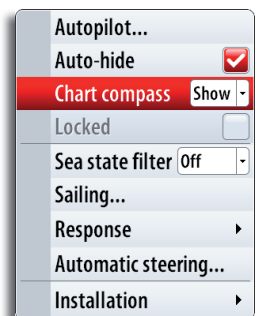 Autopilot...
Auto-hide
Chart compass Show
Locked
Sea state filter Off
Sailing...
Response
Automatic steering...
Installation